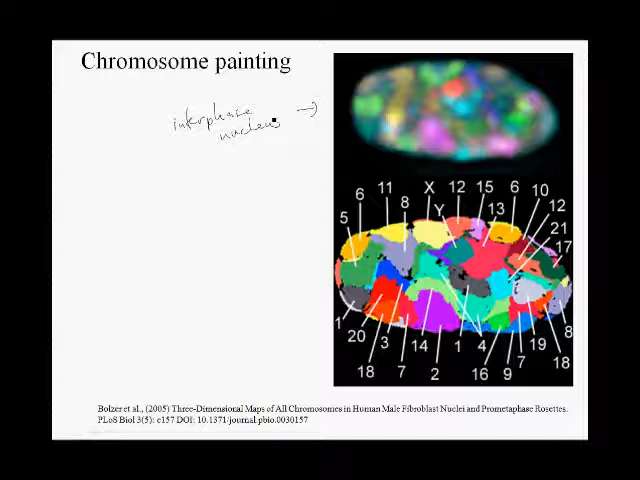 Chromosome painting
interphase
nucleus
11 X 12 15 6 10
6 8 Y 13 12
5 21
17
1 8
20 3 14 1 4 19 18
18 7 2 16 9 7
Bolzer et al., (2005) Three-Dimensional Maps of All Chromosomes in Human Male Fibroblast Nuclei and Prometaphase Rosettes.
PLoS Biol 3(5): e157 DOI: 10.1371/journal.pbio.0030157